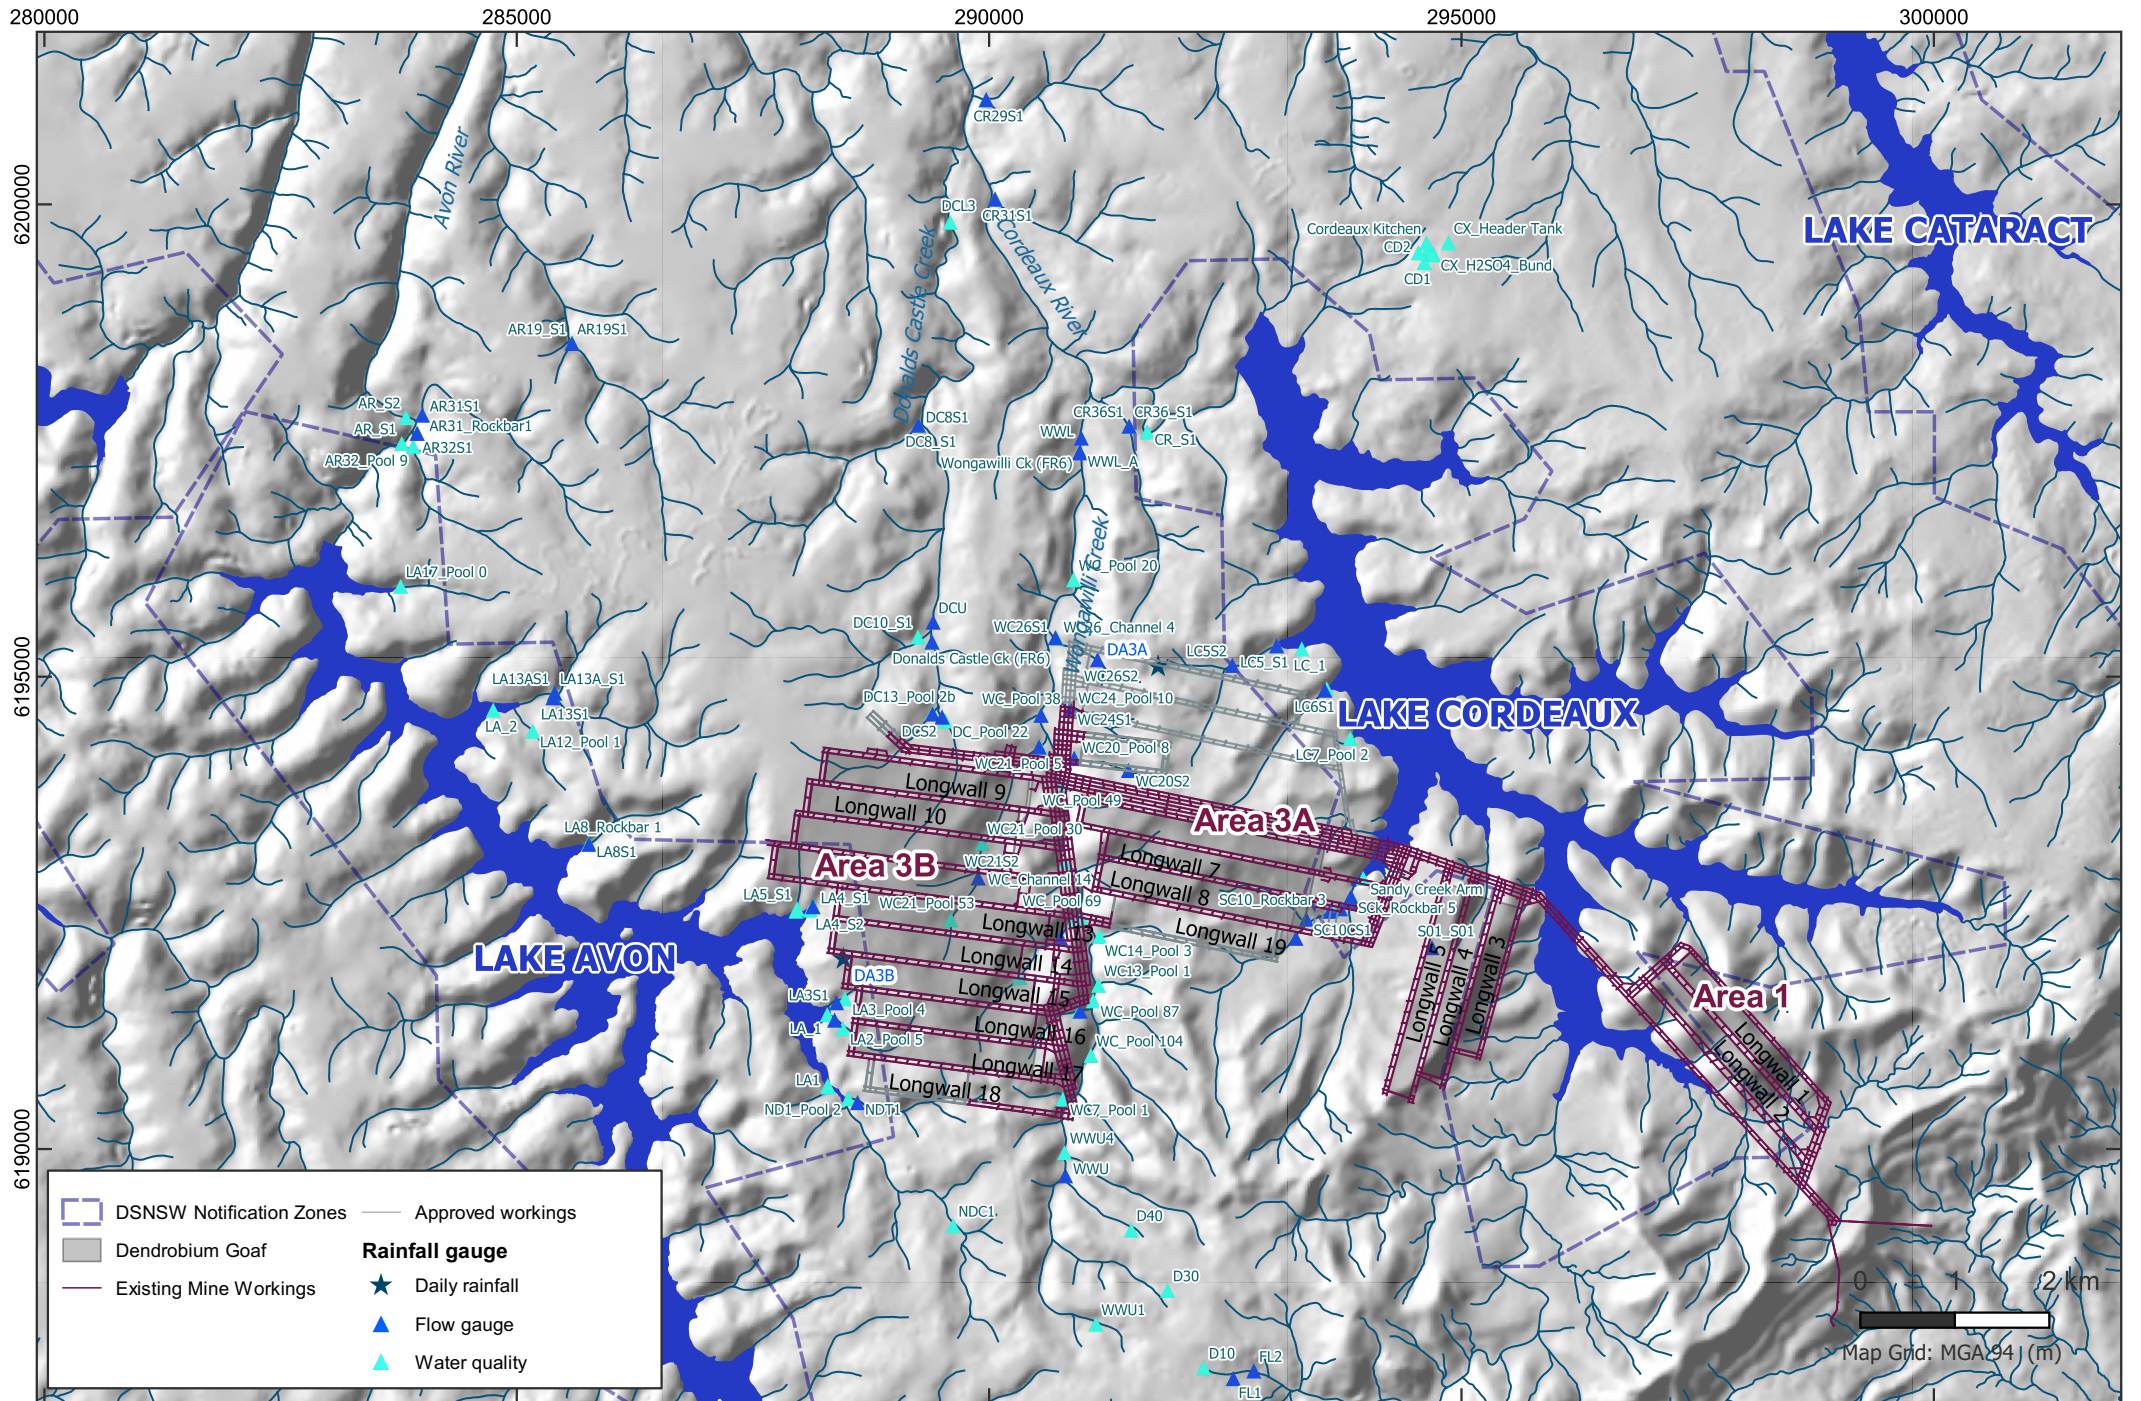 280000
285000
290000
295000
300000
6200000
6195000
6190000
CR29S1
Avon River
DCL3
CR31S1
Cordeaux River
Donalds Castle Creek
Cordeaux Kitchen
CX_Header Tank
CD2
CX_H2SO4_Bund
CD1
LAKE CATARACT
AR19_S1
AR19S1
AR_S2
AR31S1
AR_S1
AR31_Rockbar1
AR32_Pool 9
AR32S1
DC8S1
DC8_S1
CR36S1
CR36_S1
WWL
CR_S1
Wongawilli Ck (FR6)
WWL_A
Wongawilli Creek
LA17_Pool 0
WC_Pool 20
DCU
DC10_S1
WC26S1
WC26_Channel 4
Donalds Castle Ck (FR6)
DA3A
LC5S2
LC5_S1
LC_1
WC26S2
LA13AS1
LA13A_S1
LA_2
LA13S1
LA12_Pool 1
DC13_Pool 2b
WC_Pool 38
WC24_Pool 10
LC6S1
LAKE CORDEAUX
DCS2
DC_Pool 22
WC24S1
WC21_Pool 5
WC20_Pool 8
LC7_Pool 2
WC20S2
Longwall 9
Longwall 10
WC_Pool 49
Area 3A
LA8_Rockbar 1
LA8S1
WC21_Pool 30
Area 3B
WC21S2
Longwall 7
Longwall 8
WC_Channel 14
LA5_S1
LA4_S1
LA4_S2
WC21_Pool 53
WC_Pool 69
SC10_Rockbar 3
Sandy Creek Arm
SCK_Rockbar 5
SC10CS1
S01_S01
Longwall 13
Longwall 19
LAKE AVON
WC14_Pool 3
Longwall 14
WC13_Pool 1
DA3B
Longwall 15
LA3S1
LA3_Pool 4
WC_Pool 87
LA_1
LA2_Pool 5
Longwall 16
WC_Pool 104
Longwall 17
LA1
Longwall 18
ND1_Pool 2
NDT1
WC7_Pool 1
Longwall 5
Longwall 4
Longwall 3
Area 1
Longwall 1
Longwall 2
WWU4
WWU
NDC1
D40
D30
WWU1
D10
FL2
FL1
DSNSW Notification Zones
Dendrobium Goaf
Existing Mine Workings
Approved workings
Rainfall gauge
Daily rainfall
Flow gauge
Water quality
0 1 2 km
Map Grid: MGA 94 (m)